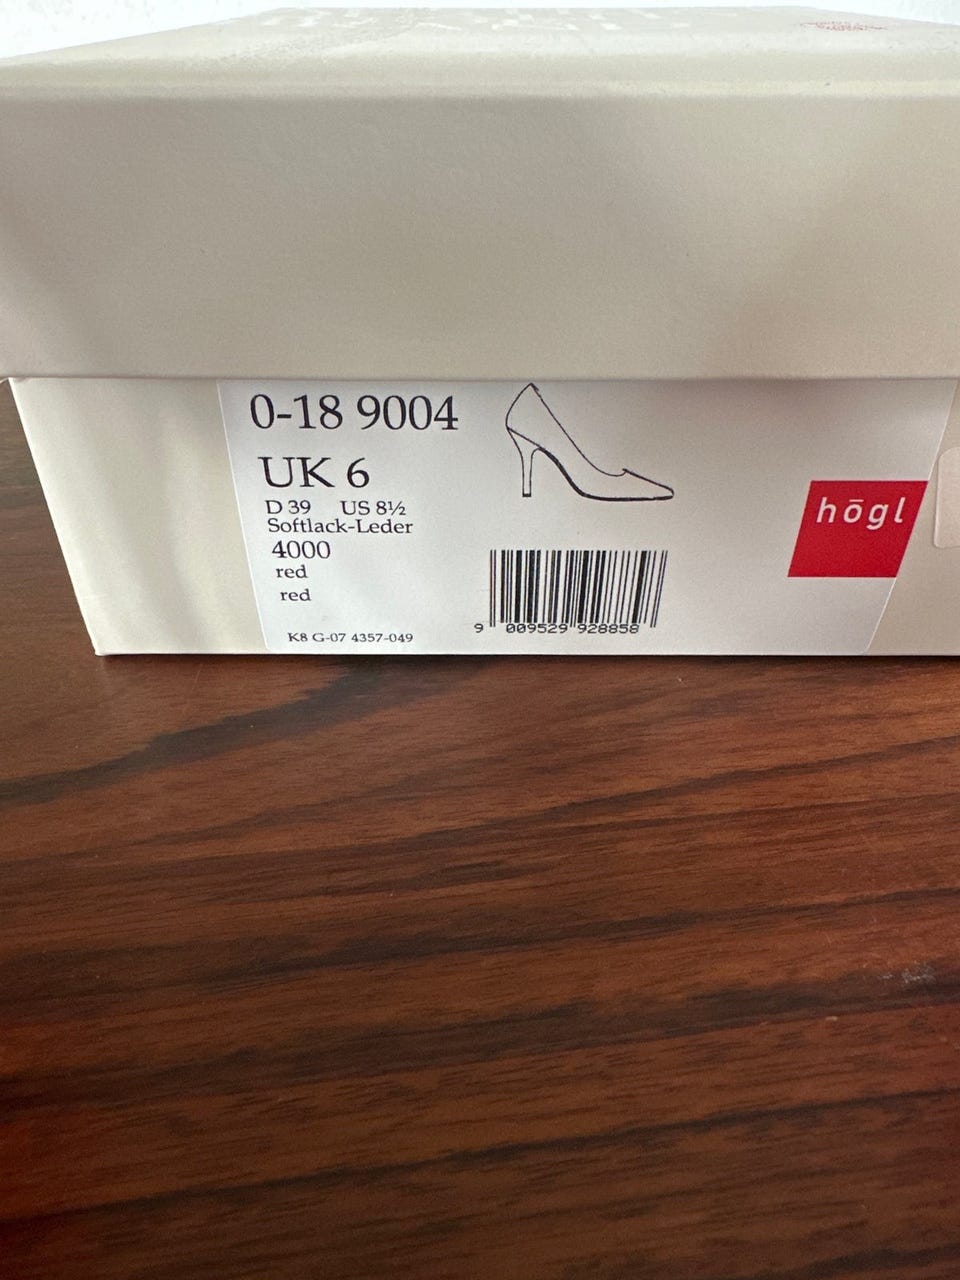 0-18 9004
UK 6
D 39 US 8½
Softlack-Leder
4000
red
red
K8 G-07 4357-049
9 009529 928858
högl